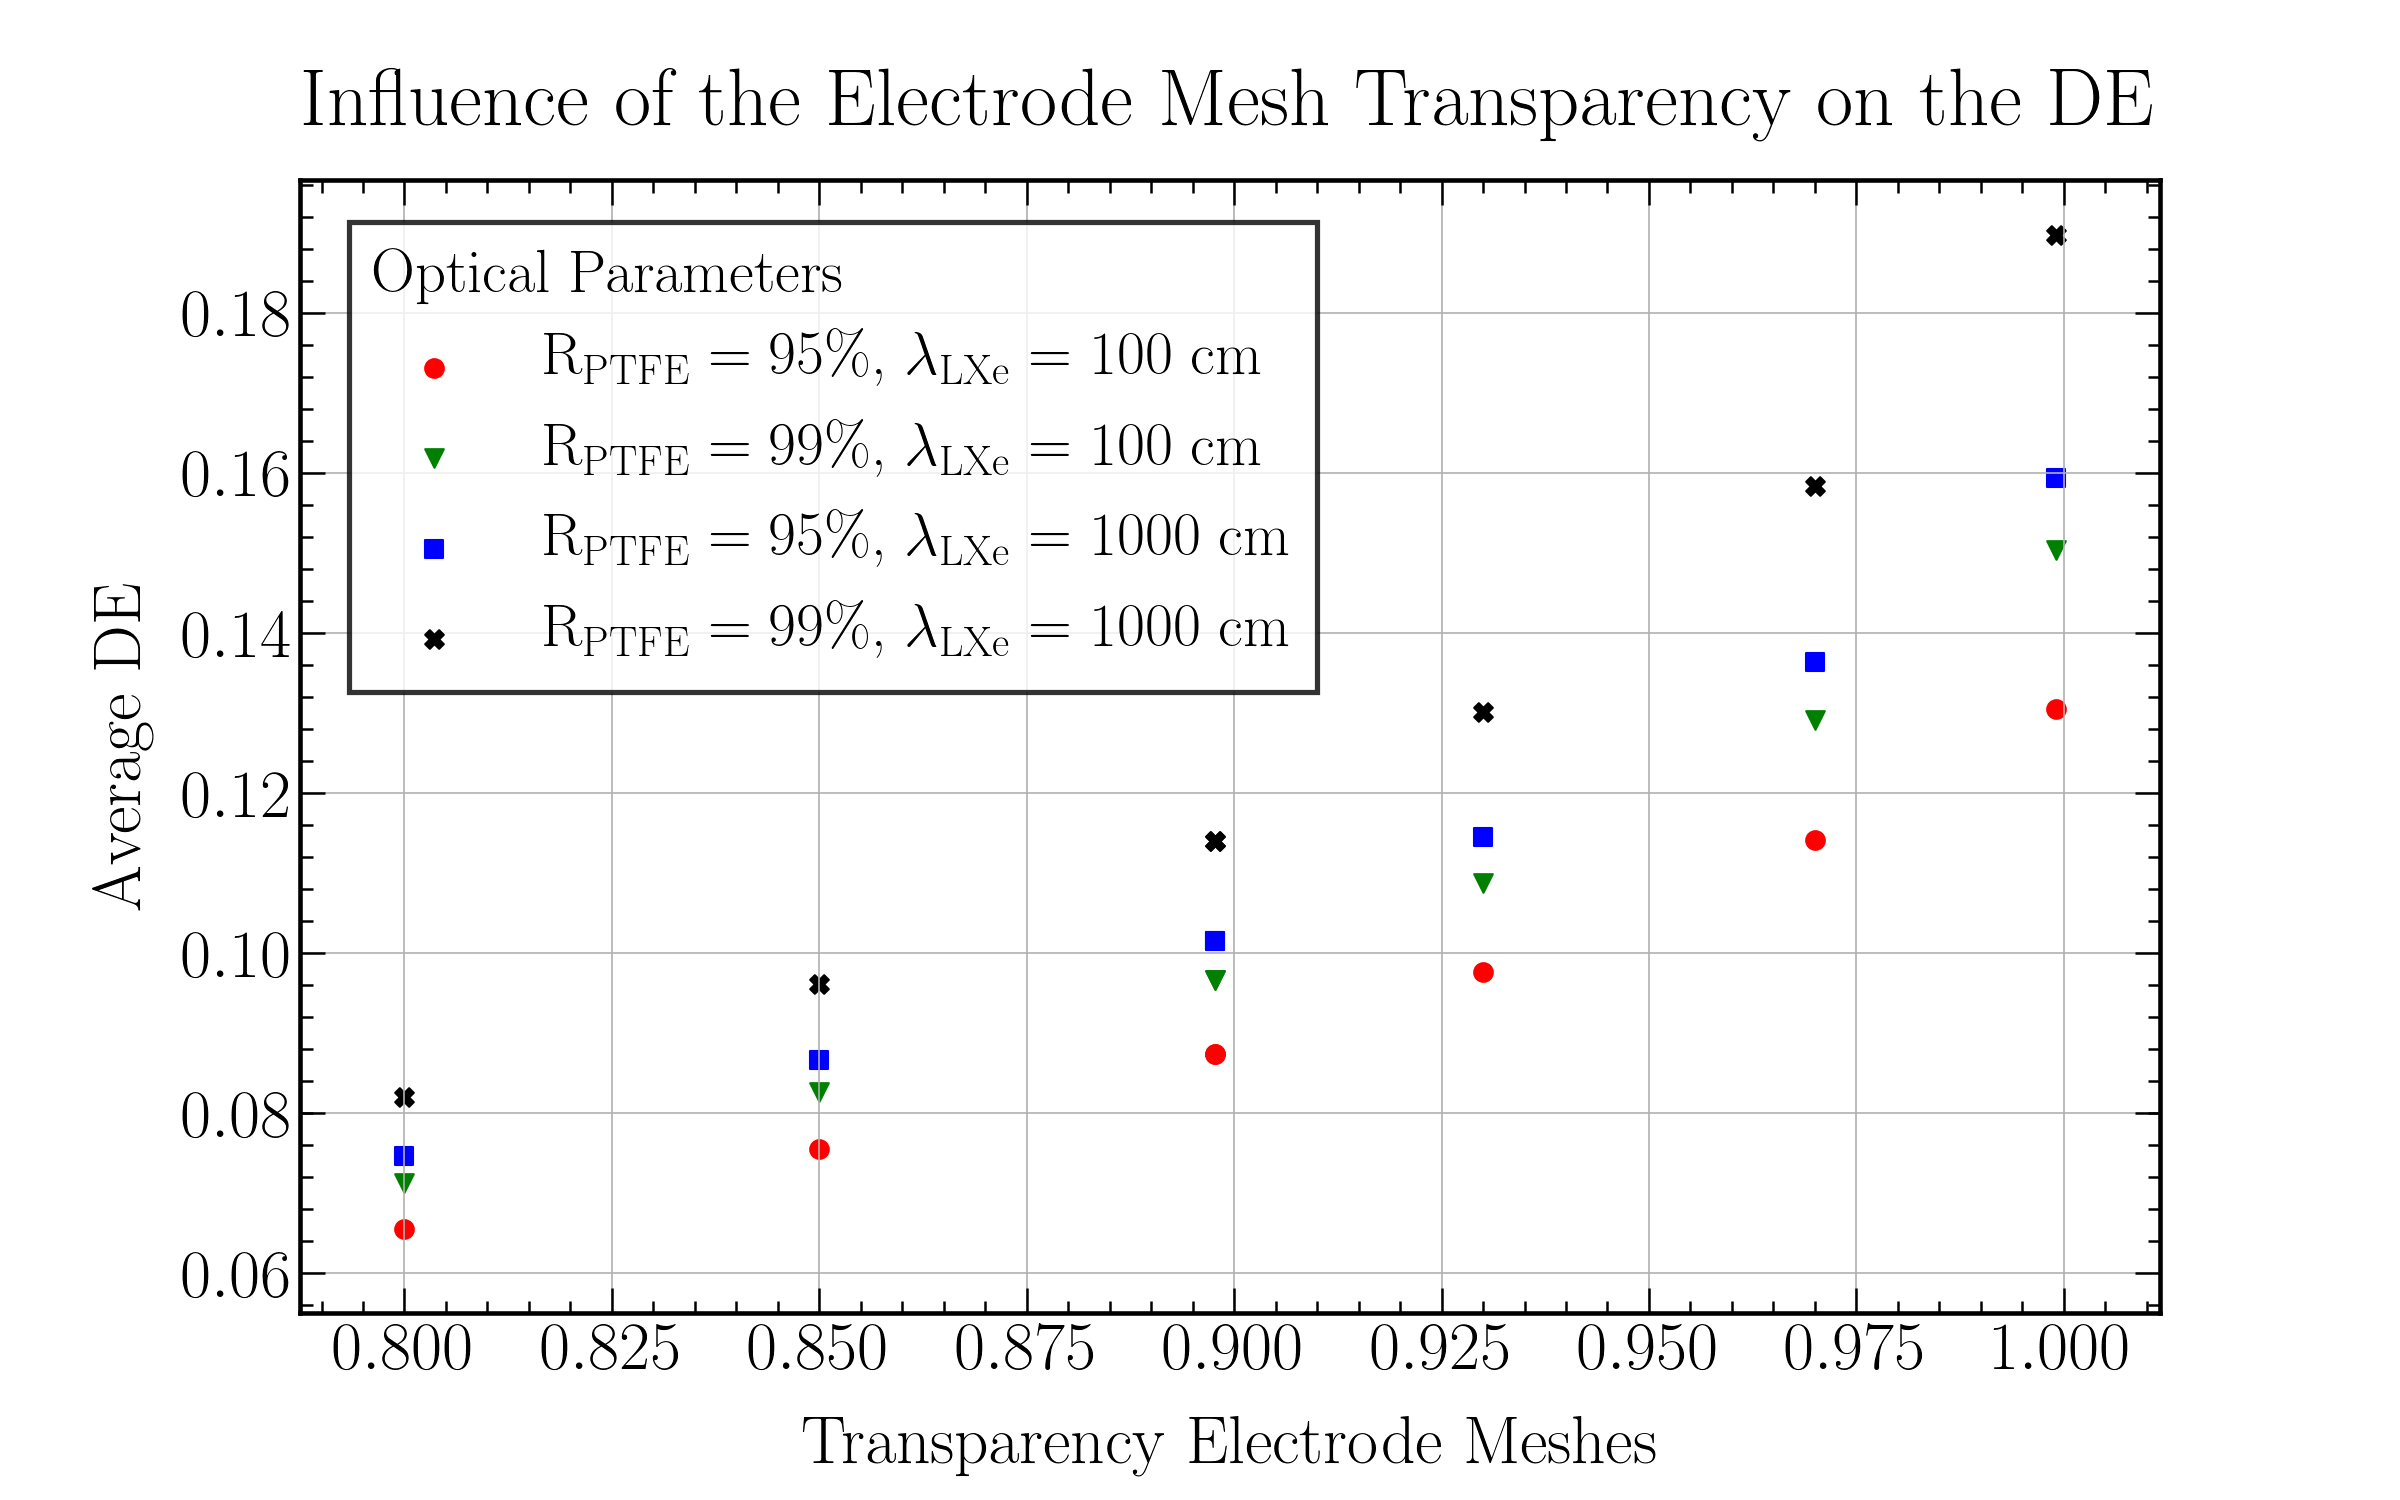 Influence of the Electrode Mesh Transparency on the DE
Optical Parameters
R_PTFE = 95%, λ_LXe = 100 cm
R_PTFE = 99%, λ_LXe = 100 cm
R_PTFE = 95%, λ_LXe = 1000 cm
R_PTFE = 99%, λ_LXe = 1000 cm
Average DE
0.18
0.16
0.14
0.12
0.10
0.08
0.06
0.800 0.825 0.850 0.875 0.900 0.925 0.950 0.975 1.000
Transparency Electrode Meshes